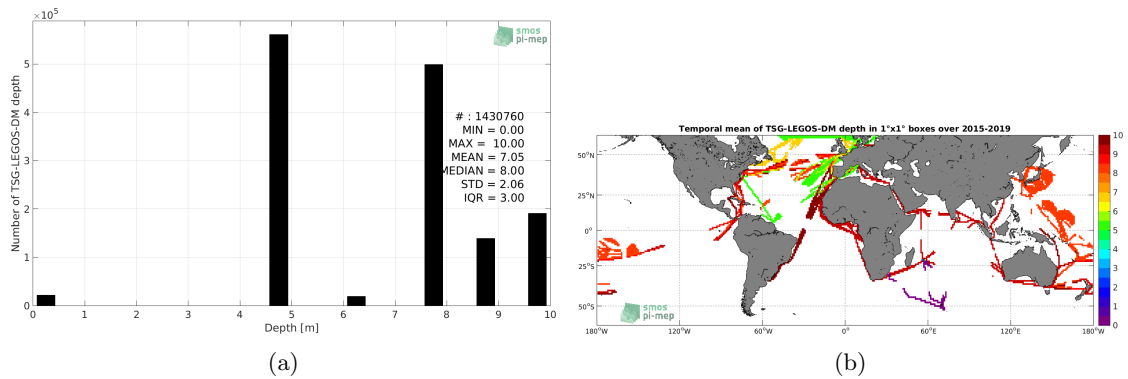 ×10⁵
smos
pi-mep
5
4
3
2
1
0
Number of TSG-LEGOS-DM depth
# : 1430760
MIN = 0.00
MAX = 10.00
MEAN = 7.05
MEDIAN = 8.00
STD = 2.06
IQR = 3.00
0 1 2 3 4 5 6 7 8 9 10
Depth [m]
(a)
Temporal mean of TSG-LEGOS-DM depth in 1°x1° boxes over 2015-2019
50°N
25°N
0°
25°S
50°S
smos
pi-mep
180°W 120°W 60°W 0° 60°E 120°E 180°W
10
9
8
7
6
5
4
3
2
1
0
(b)